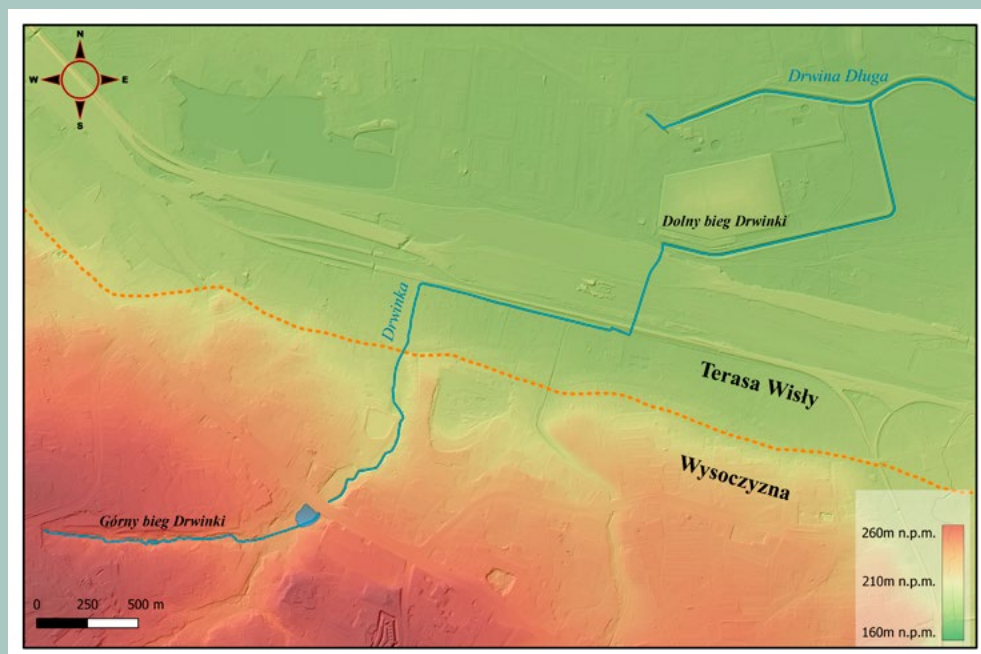 N
W E
S
Drwina Długa
Dolny bieg Drwinki
Drwinka
Terasa Wisły
Wysoczyzna
Górny bieg Drwinki
260m n.p.m.
210m n.p.m.
160m n.p.m.
0 250 500 m